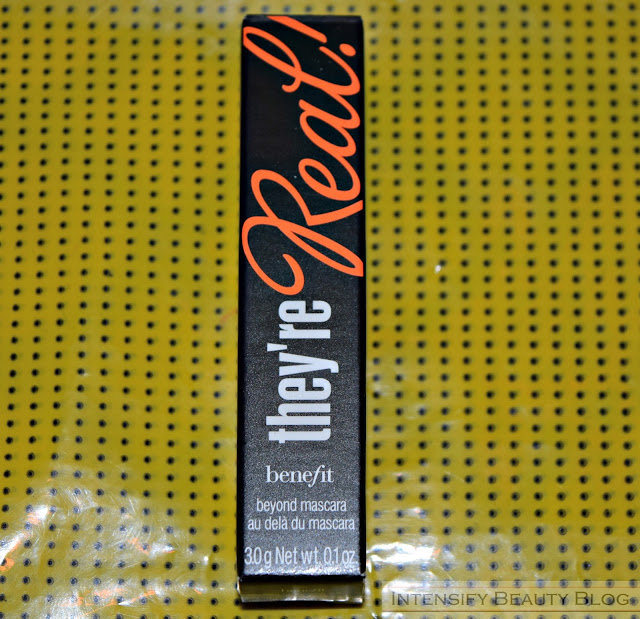 they're Real!
benefit
beyond mascara
au delà du mascara
3.0g Net wt. 0.1 oz
INTENSIFY BEAUTY BLOG